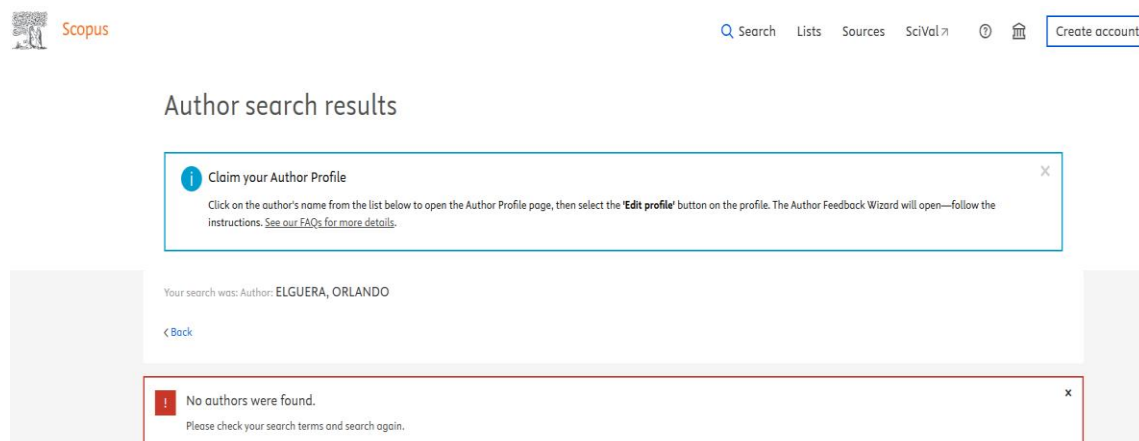 Scopus
Search Lists Sources SciVal ↗ ? Create account
Author search results
i Claim your Author Profile X
Click on the author's name from the list below to open the Author Profile page, then select the 'Edit profile' button on the profile. The Author Feedback Wizard will open—follow the
instructions. See our FAQs for more details.
Your search was: Author: ELGUERA, ORLANDO
< Back
! No authors were found. x
Please check your search terms and search again.